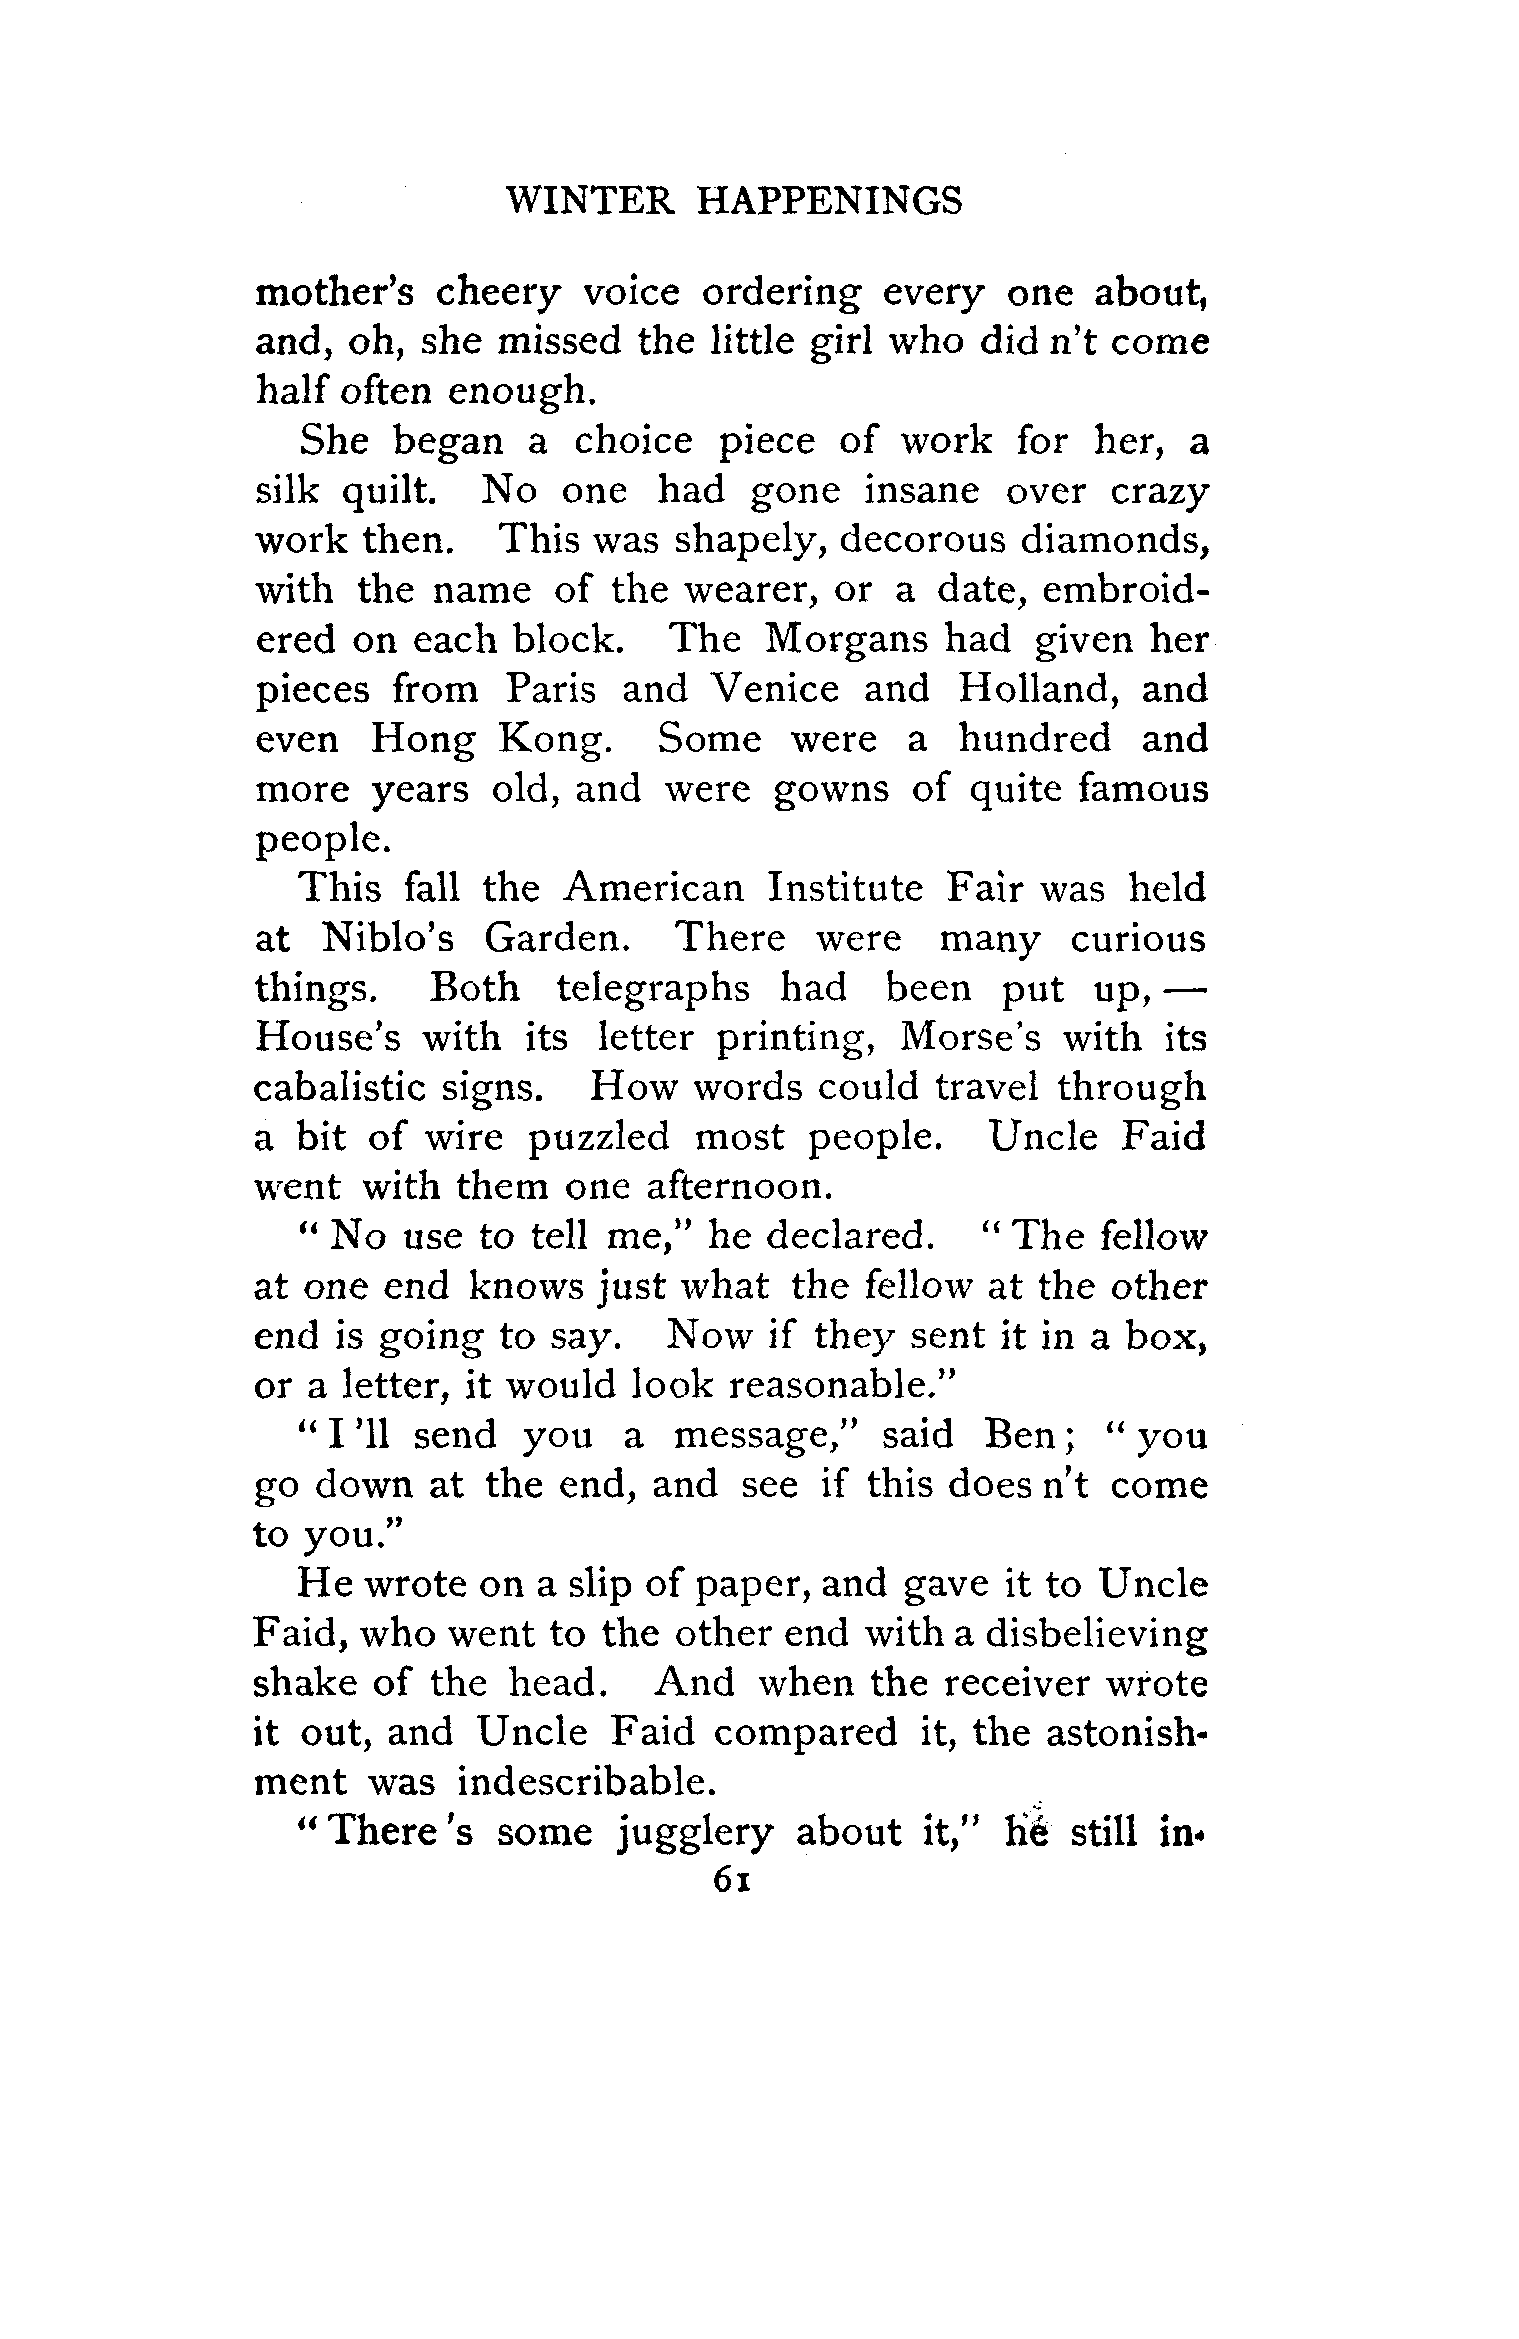 WINTER HAPPENINGS
mother's cheery voice ordering every one about,
and, oh, she missed the little girl who did n't come
half often enough.
She began a choice piece of work for her, a
silk quilt. No one had gone insane over crazy
work then. This was shapely, decorous diamonds,
with the name of the wearer, or a date, embroid-
ered on each block. The Morgans had given her
pieces from Paris and Venice and Holland, and
even Hong Kong. Some were a hundred and
more years old, and were gowns of quite famous
people.
This fall the American Institute Fair was held
at Niblo's Garden. There were many curious
things. Both telegraphs had been put up, —
House's with its letter printing, Morse's with its
cabalistic signs. How words could travel through
a bit of wire puzzled most people. Uncle Faid
went with them one afternoon.
" No use to tell me," he declared. " The fellow
at one end knows just what the fellow at the other
end is going to say. Now if they sent it in a box,
or a letter, it would look reasonable."
" I 'll send you a message," said Ben; " you
go down at the end, and see if this does n't come
to you."
He wrote on a slip of paper, and gave it to Uncle
Faid, who went to the other end with a disbelieving
shake of the head. And when the receiver wrote
it out, and Uncle Faid compared it, the astonish-
ment was indescribable.
" There 's some jugglery about it," he still in-
61